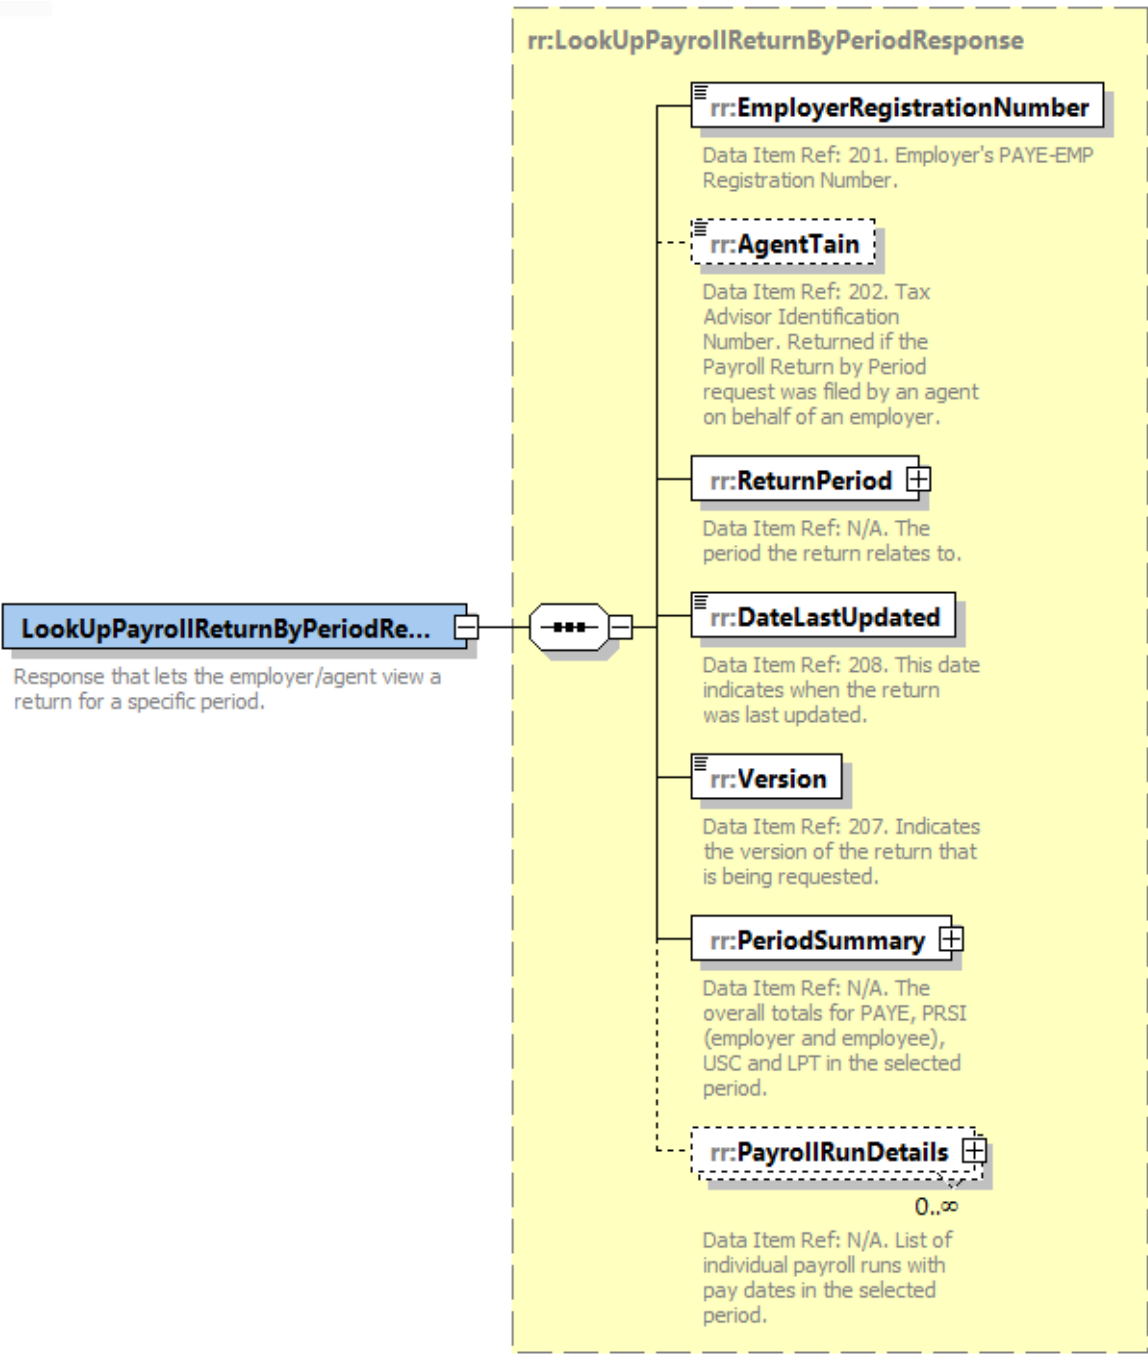 rr:LookUpPayrollReturnByPeriodResponse
rr:EmployerRegistrationNumber
Data Item Ref: 201. Employer's PAYE-EMP
Registration Number.
rr:AgentTain
Data Item Ref: 202. Tax
Advisor Identification
Number. Returned if the
Payroll Return by Period
request was filed by an agent
on behalf of an employer.
rr:ReturnPeriod
Data Item Ref: N/A. The
period the return relates to.
rr:DateLastUpdated
LookUpPayrollReturnByPeriodRe...
Response that lets the employer/agent view a
return for a specific period.
Data Item Ref: 208. This date
indicates when the return
was last updated.
rr:Version
Data Item Ref: 207. Indicates
the version of the return that
is being requested.
rr:PeriodSummary
Data Item Ref: N/A. The
overall totals for PAYE, PRSI
(employer and employee),
USC and LPT in the selected
period.
rr:PayrollRunDetails
0..∞
Data Item Ref: N/A. List of
individual payroll runs with
pay dates in the selected
period.